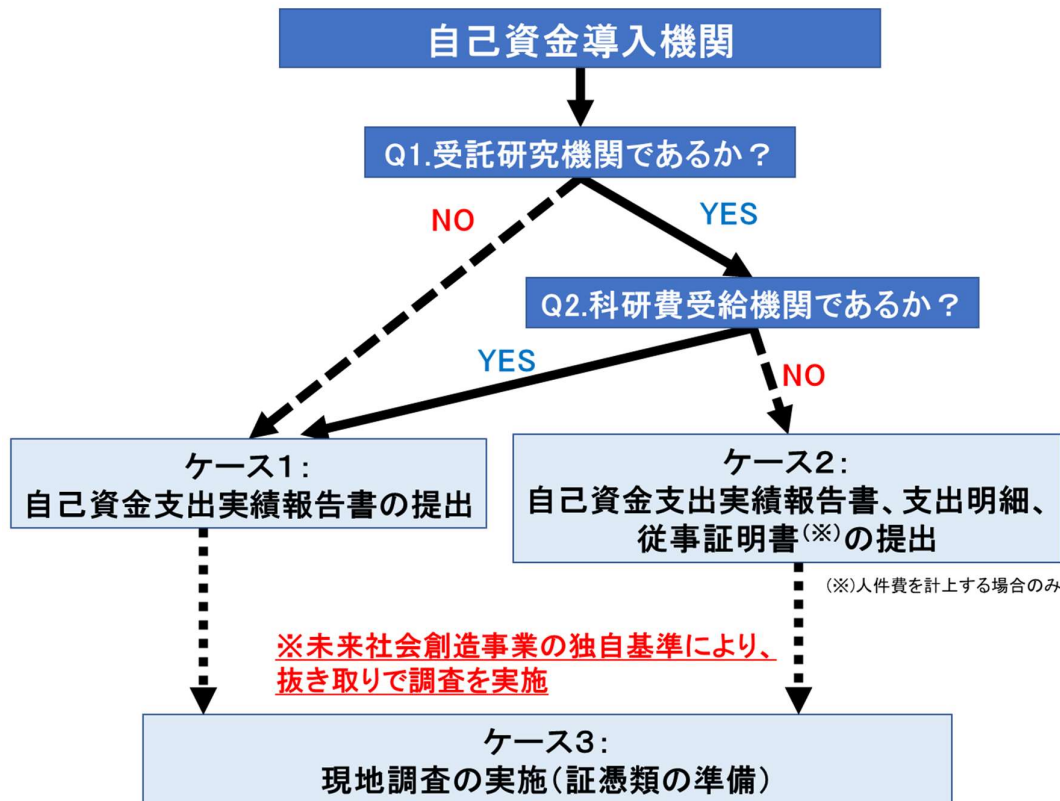 自己資金導入機関
Q1.受託研究機関であるか？
NO
YES
Q2.科研費受給機関であるか？
YES
NO
ケース1：
自己資金支出実績報告書の提出
ケース2：
自己資金支出実績報告書、支出明細、
従事証明書(※)の提出
(※)人件費を計上する場合のみ
※未来社会創造事業の独自基準により、
抜き取りで調査を実施
ケース3：
現地調査の実施（証憑類の準備）